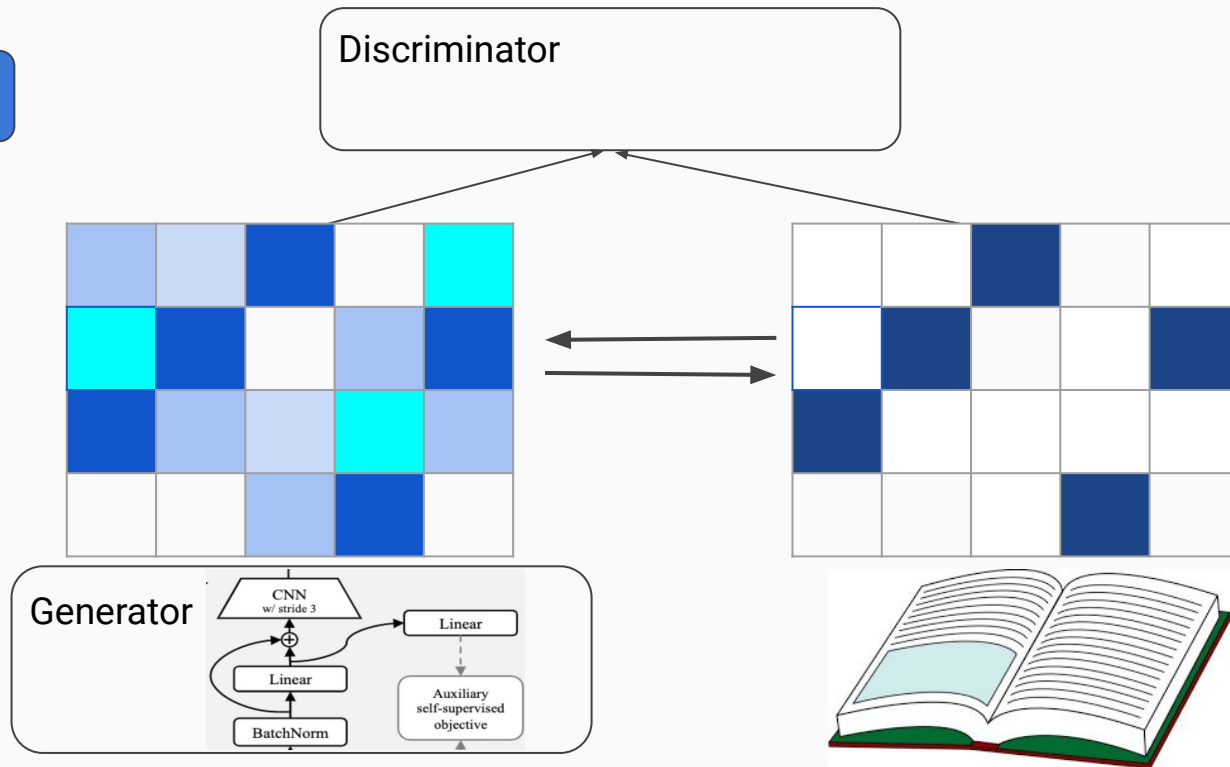 Discriminator
Generator
CNN
w/ stride 3
Linear
Linear
Auxiliary
self-supervised
objective
BatchNorm